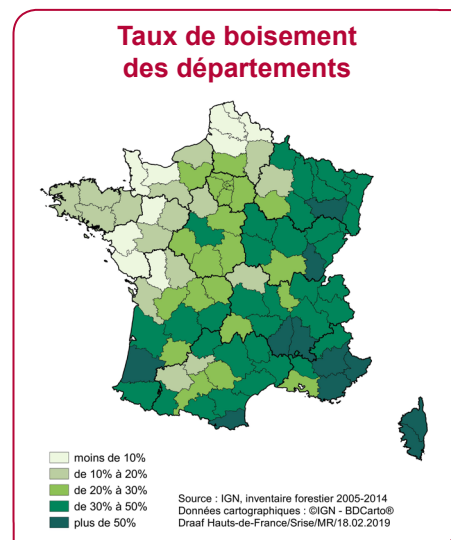 Taux de boisement
des départements
moins de 10%
de 10% à 20%
de 20% à 30%
de 30% à 50%
plus de 50%
Source : IGN, inventaire forestier 2005-2014
Données cartographiques : ©IGN - BDCarto®
Draaf Hauts-de-France/Srise/MR/18.02.2019